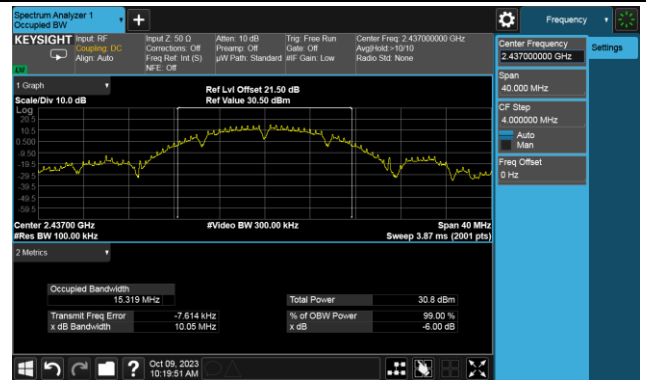 Spectrum Analyzer 1
Occupied BW
Frequency
KEYSIGHT
Input: RF
Coupling: DC
Align: Auto
Input Z: 50 Ω
Corrections: Off
Freq Ref: Int (S)
NFE: Off
Atten: 10 dB
Preamp: Off
µW Path: Standard
Trig: Free Run
Gate: Off
#IF Gain: Low
Center Freq: 2.437000000 GHz
Avg|Hold:>10/10
Radio Std: None
1 Graph
Scale/Div 10.0 dB
Ref Lvl Offset 21.50 dB
Ref Value 30.50 dBm
Log
20.5
10.5
0.500
-9.50
-19.5
-29.5
-39.5
-49.5
-59.5
Center 2.43700 GHz
#Video BW 300.00 kHz
Span 40 MHz
#Res BW 100.00 kHz
Sweep 3.87 ms (2001 pts)
2 Metrics
Occupied Bandwidth
15.319 MHz
Total Power
30.8 dBm
Transmit Freq Error
-7.614 kHz
% of OBW Power
99.00 %
x dB Bandwidth
10.05 MHz
x dB
-6.00 dB
Center Frequency
2.437000000 GHz
Settings
Span
40.000 MHz
CF Step
4.000000 MHz
Auto
Man
Freq Offset
0 Hz
?
Oct 09, 2023
10:19:51 AM